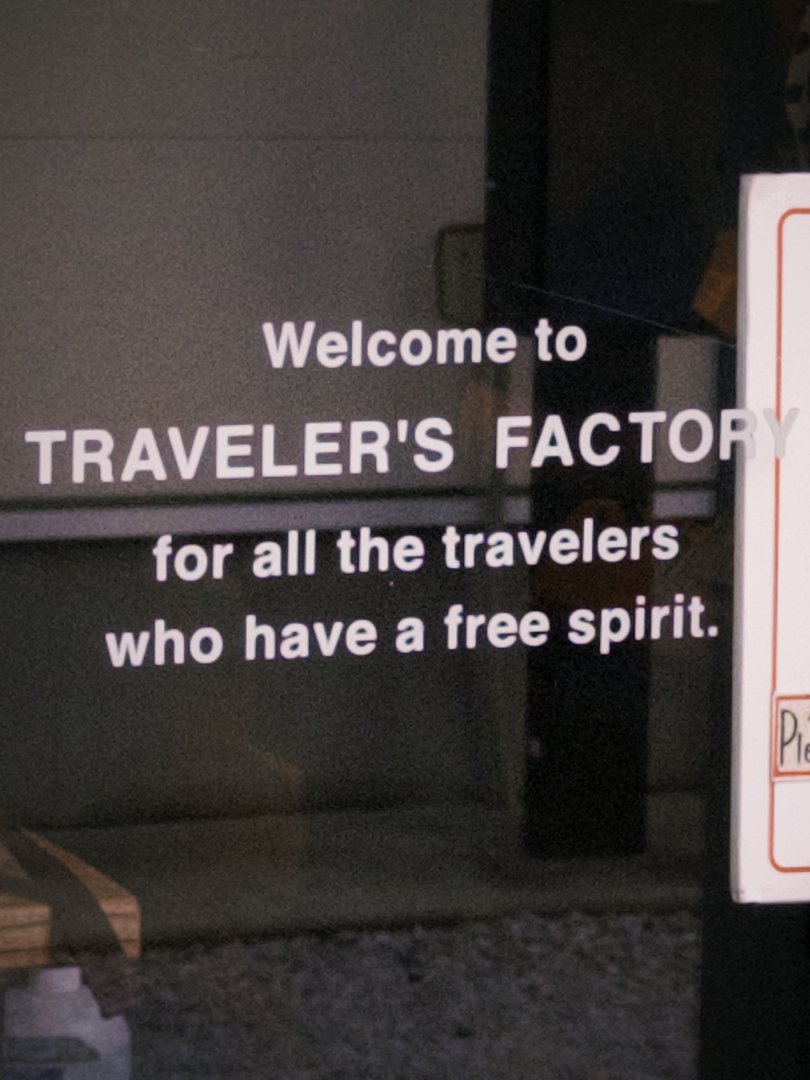 Welcome to
TRAVELER'S FACTORY
for all the travelers
who have a free spirit.